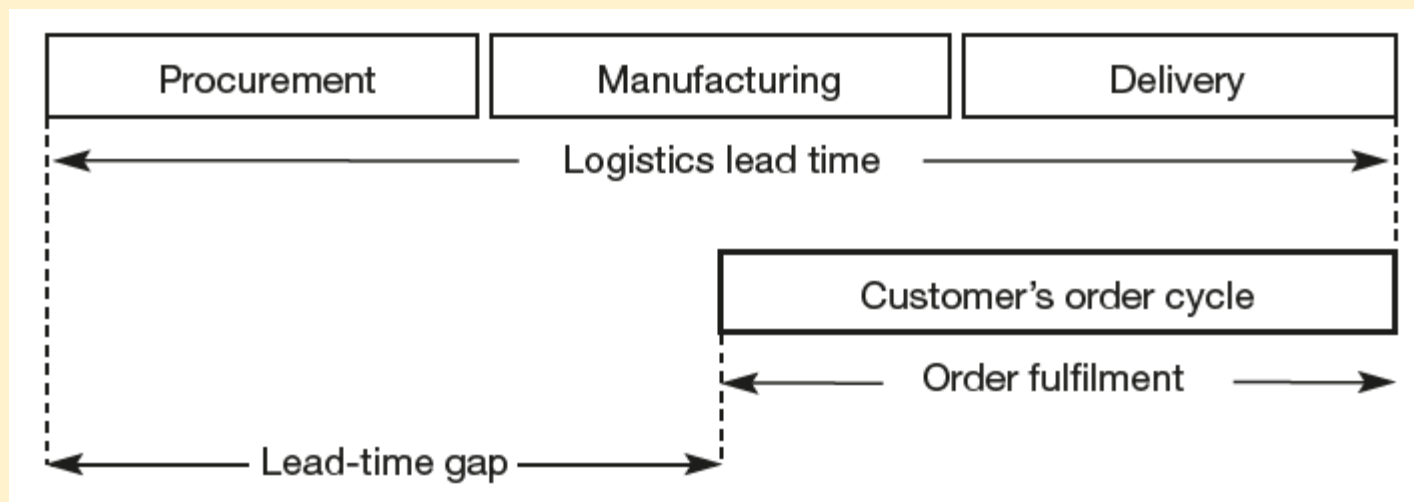 Procurement Manufacturing Delivery
Logistics lead time
Customer's order cycle
Order fulfilment
Lead-time gap